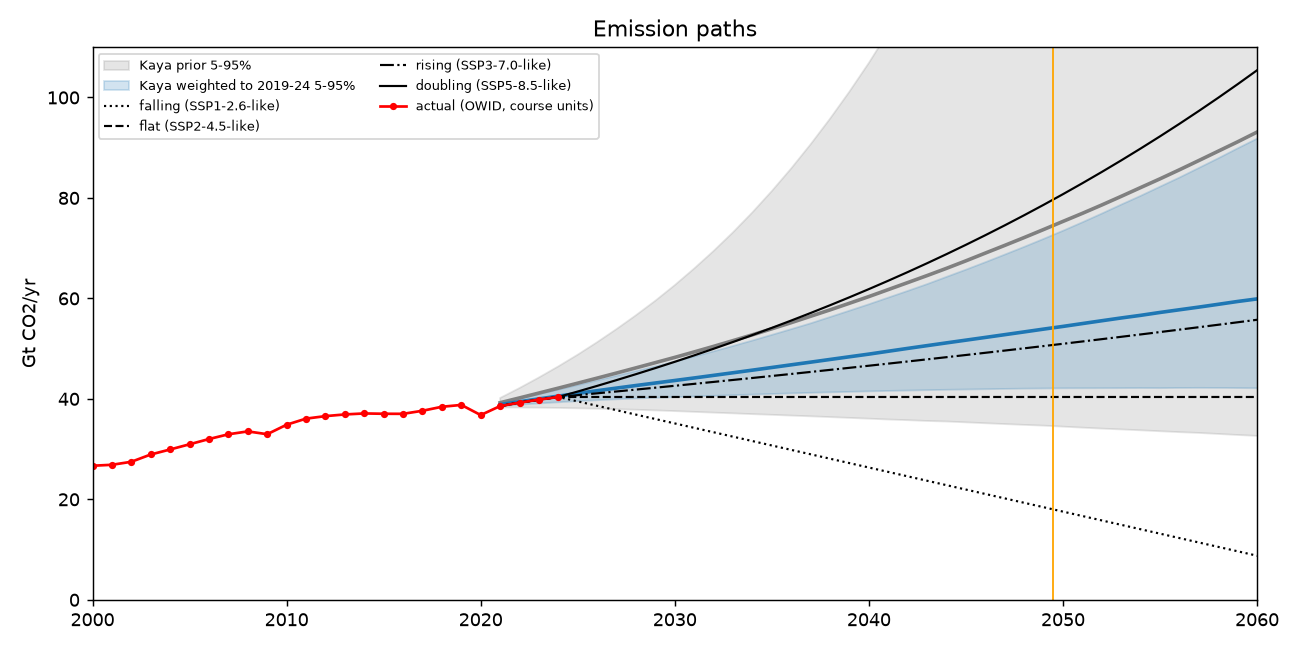 Emission paths
Kaya prior 5-95%
Kaya weighted to 2019-24 5-95%
falling (SSP1-2.6-like)
flat (SSP2-4.5-like)
rising (SSP3-7.0-like)
doubling (SSP5-8.5-like)
actual (OWID, course units)
Gt CO2/yr
100
80
60
40
20
0
2000 2010 2020 2030 2040 2050 2060